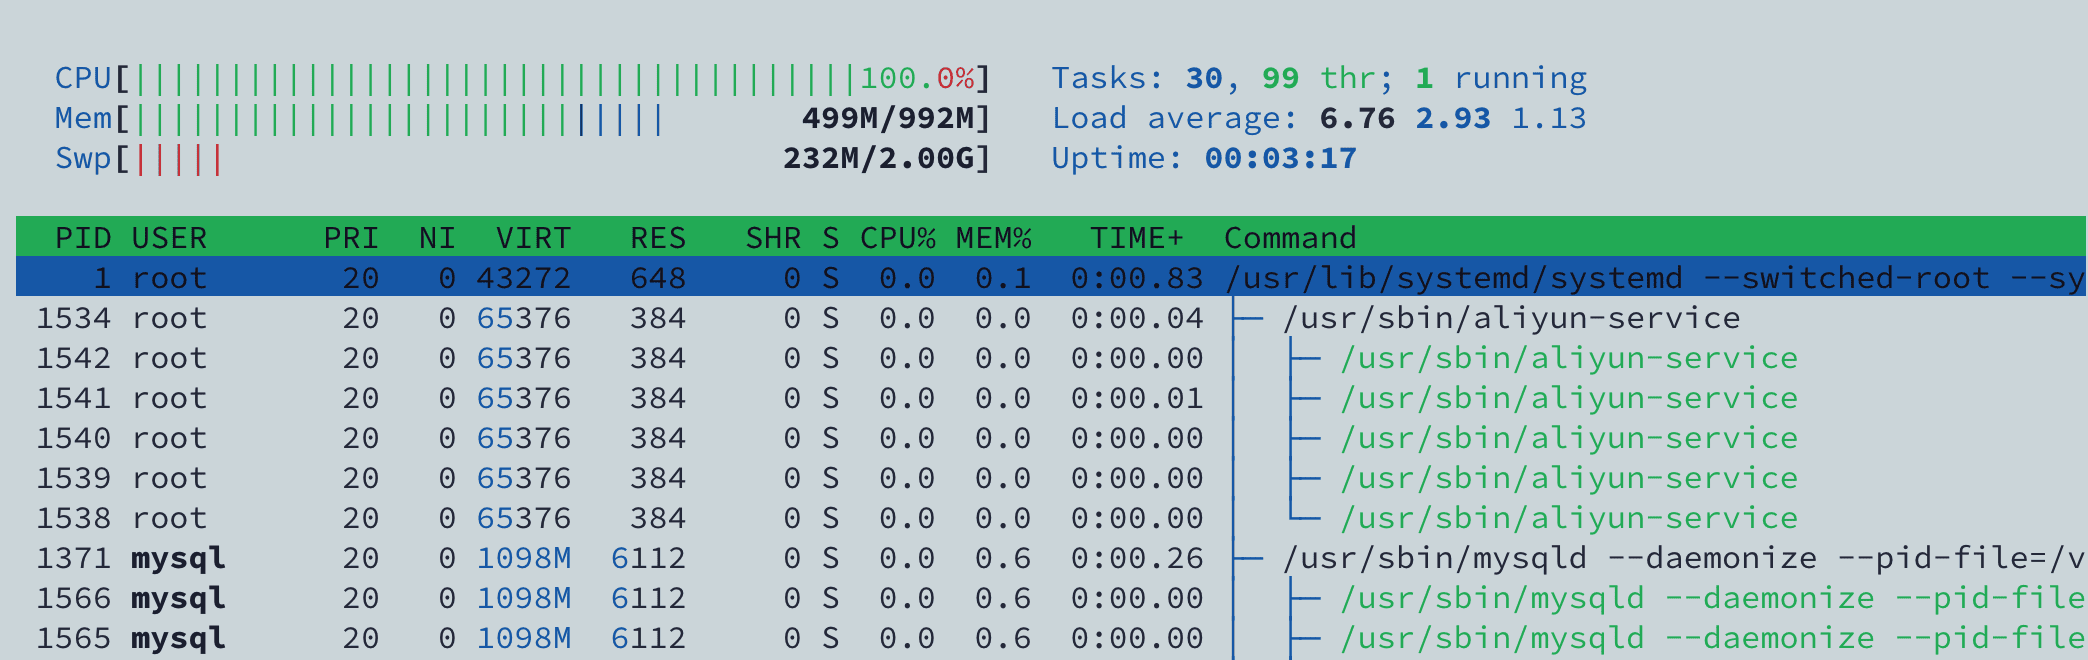 CPU[||||||||||||||||||||||||||||||||||||||100.0%] Tasks: 30, 99 thr; 1 running
Mem[||||||||||||||||||||||||||||         499M/992M] Load average: 6.76 2.93 1.13
Swp[|||||                               232M/2.00G] Uptime: 00:03:17
PID USER PRI NI VIRT RES SHR S CPU% MEM% TIME+ Command
1 root 20 0 43272 648 0 S 0.0 0.1 0:00.83 /usr/lib/systemd/systemd --switched-root --sy
1534 root 20 0 65376 384 0 S 0.0 0.0 0:00.04 ├─ /usr/sbin/aliyun-service
1542 root 20 0 65376 384 0 S 0.0 0.0 0:00.00 │  ├─ /usr/sbin/aliyun-service
1541 root 20 0 65376 384 0 S 0.0 0.0 0:00.01 │  ├─ /usr/sbin/aliyun-service
1540 root 20 0 65376 384 0 S 0.0 0.0 0:00.00 │  ├─ /usr/sbin/aliyun-service
1539 root 20 0 65376 384 0 S 0.0 0.0 0:00.00 │  ├─ /usr/sbin/aliyun-service
1538 root 20 0 65376 384 0 S 0.0 0.0 0:00.00 │  └─ /usr/sbin/aliyun-service
1371 mysql 20 0 1098M 6112 0 S 0.0 0.6 0:00.26 ├─ /usr/sbin/mysqld --daemonize --pid-file=/v
1566 mysql 20 0 1098M 6112 0 S 0.0 0.6 0:00.00 │  ├─ /usr/sbin/mysqld --daemonize --pid-file
1565 mysql 20 0 1098M 6112 0 S 0.0 0.6 0:00.00 │  ├─ /usr/sbin/mysqld --daemonize --pid-file